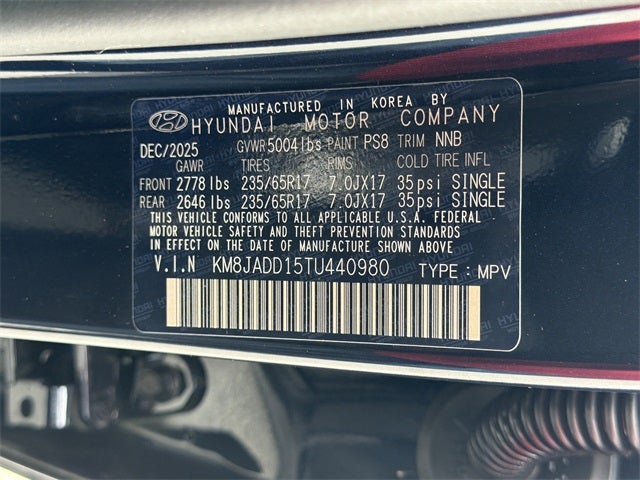 MANUFACTURED IN KOREA BY
HYUNDAI MOTOR COMPANY
DEC/2025 GVWR 5004 lbs PAINT PS8 TRIM NNB
GAWR TIRES RIMS COLD TIRE INFL
FRONT 2778 lbs 235/65R17 7.0JX17 35psi SINGLE
REAR 2646 lbs 235/65R17 7.0JX17 35psi SINGLE
THIS VEHICLE CONFORMS TO ALL APPLICABLE U.S.A. FEDERAL
MOTOR VEHICLE SAFETY AND THEFT PREVENTION STANDARDS
IN EFFECT ON THE DATE OF MANUFACTURE SHOWN ABOVE.
V.I.N KM8JADD15TU440980 TYPE : MPV